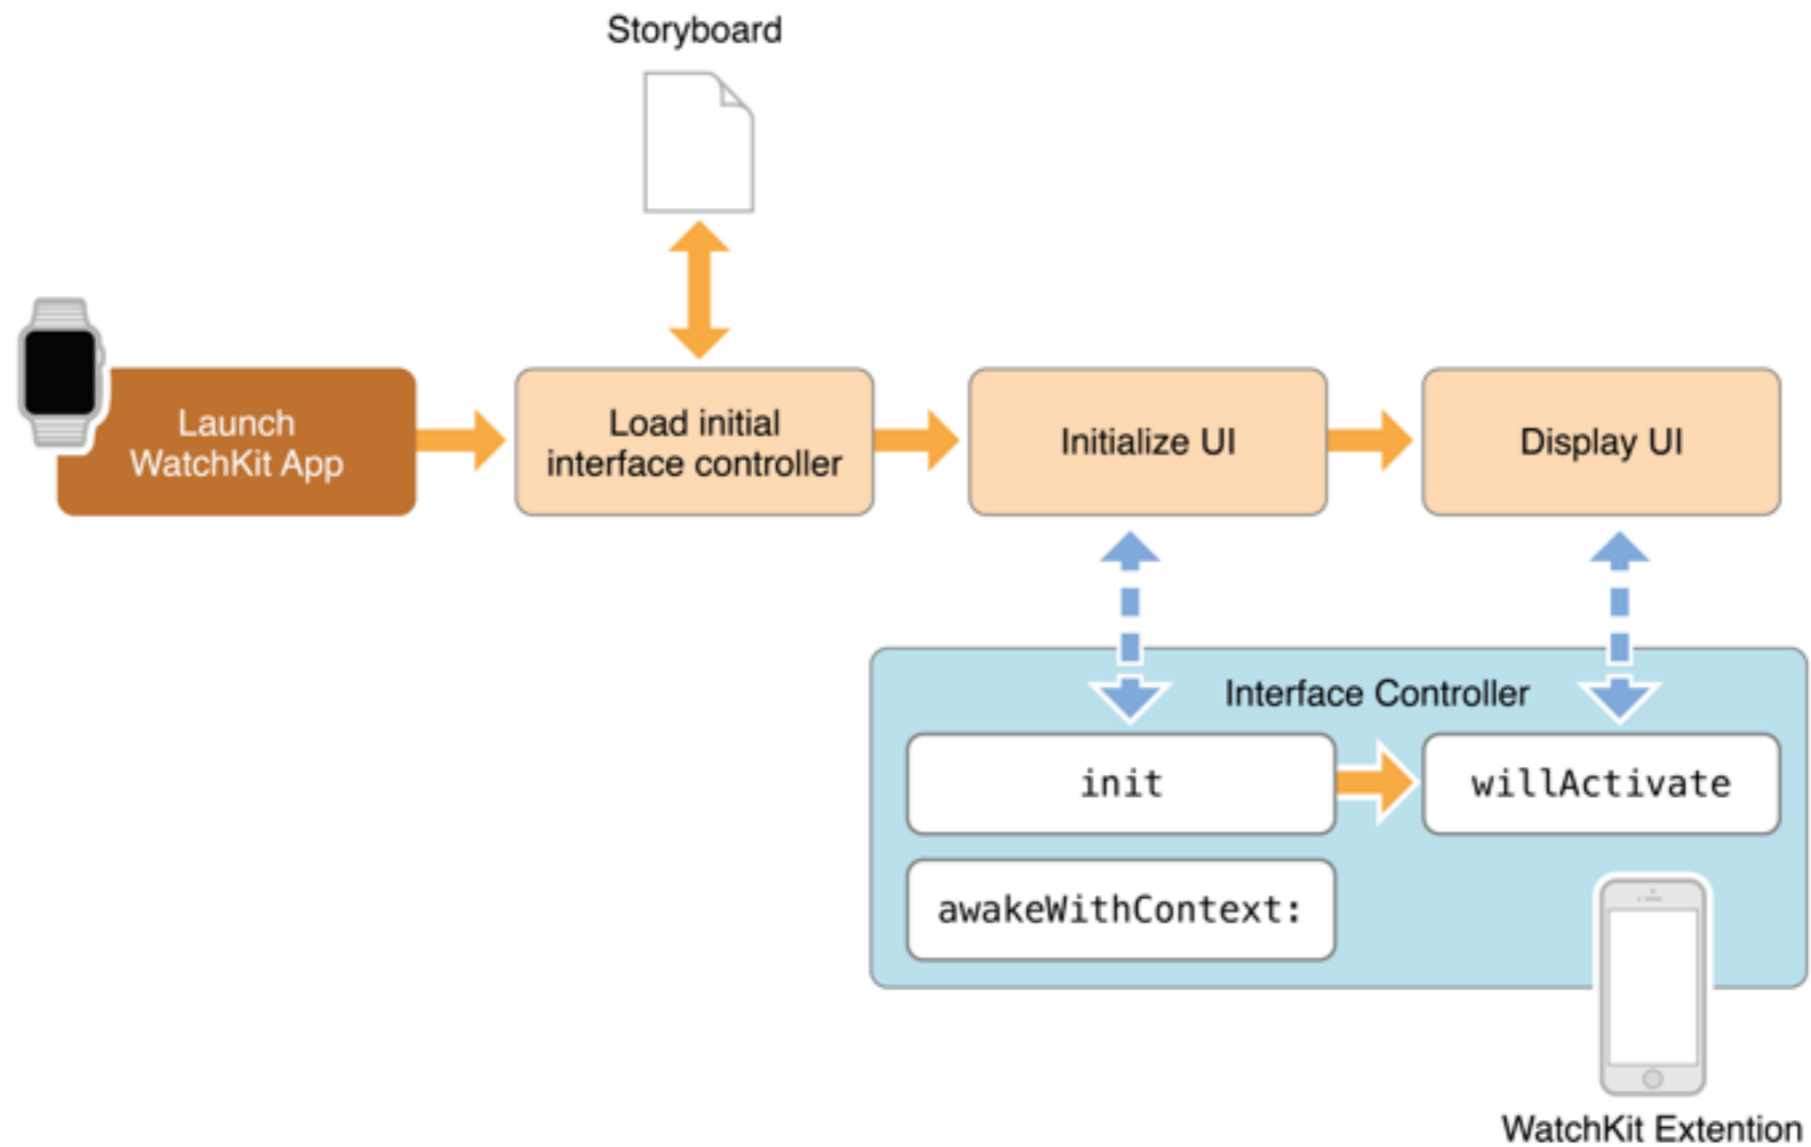 Storyboard
Launch
WatchKit App
Load initial
interface controller
Initialize UI
Display UI
Interface Controller
init
willActivate
awakeWithContext:
WatchKit Extention